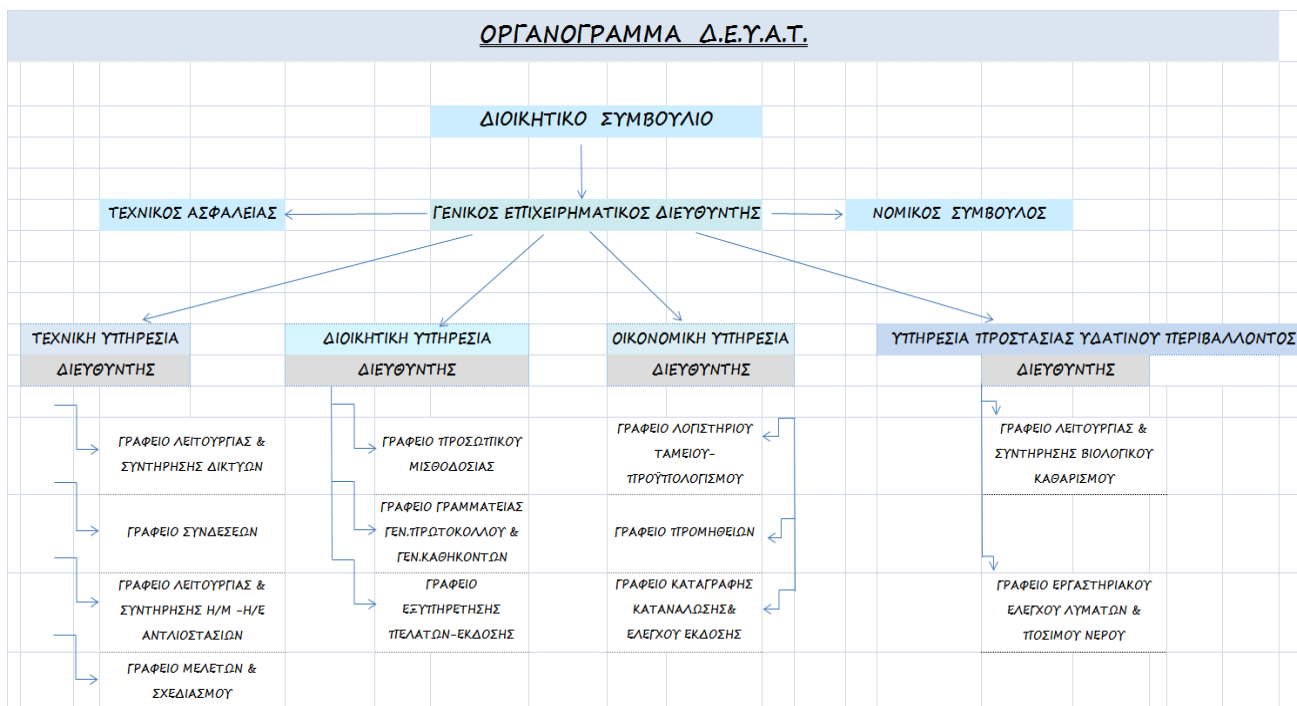 ΟΡΓΑΝΟΓΡΑΜΜΑ Δ.Ε.Υ.Α.Τ.
ΔΙΟΙΚΗΤΙΚΟ ΣΥΜΒΟΥΛΙΟ
ΤΕΧΝΙΚΟΣ ΑΣΦΑΛΕΙΑΣ
ΓΕΝΙΚΟΣ ΕΠΙΧΕΙΡΗΜΑΤΙΚΟΣ ΔΙΕΥΘΥΝΤΗΣ
ΝΟΜΙΚΟΣ ΣΥΜΒΟΥΛΟΣ
ΤΕΧΝΙΚΗ ΥΠΗΡΕΣΙΑ
ΔΙΕΥΘΥΝΤΗΣ
ΓΡΑΦΕΙΟ ΛΕΙΤΟΥΡΓΙΑΣ &
ΣΥΝΤΗΡΗΣΗΣ ΔΙΚΤΥΩΝ
ΓΡΑΦΕΙΟ ΣΥΝΔΕΣΕΩΝ
ΓΡΑΦΕΙΟ ΛΕΙΤΟΥΡΓΙΑΣ &
ΣΥΝΤΗΡΗΣΗΣ Η/Μ -Η/Ε
ΑΝΤΛΙΟΣΤΑΣΙΩΝ
ΓΡΑΦΕΙΟ ΜΕΛΕΤΩΝ &
ΣΧΕΔΙΑΣΜΟΥ
ΔΙΟΙΚΗΤΙΚΗ ΥΠΗΡΕΣΙΑ
ΔΙΕΥΘΥΝΤΗΣ
ΓΡΑΦΕΙΟ ΠΡΟΣΩΠΙΚΟΥ
ΜΙΣΘΟΔΟΣΙΑΣ
ΓΡΑΦΕΙΟ ΓΡΑΜΜΑΤΕΙΑΣ
ΓΕΝ.ΠΡΩΤΟΚΟΛΛΟΥ &
ΓΕΝ.ΚΑΘΗΚΟΝΤΩΝ
ΓΡΑΦΕΙΟ
ΕΞΥΠΗΡΕΤΗΣΗΣ
ΠΕΛΑΤΩΝ-ΕΚΔΟΣΗΣ
ΟΙΚΟΝΟΜΙΚΗ ΥΠΗΡΕΣΙΑ
ΔΙΕΥΘΥΝΤΗΣ
ΓΡΑΦΕΙΟ ΛΟΓΙΣΤΗΡΙΟΥ
ΤΑΜΕΙΟΥ-
ΠΡΟΫΠΟΛΟΓΙΣΜΟΥ
ΓΡΑΦΕΙΟ ΠΡΟΜΗΘΕΙΩΝ
ΓΡΑΦΕΙΟ ΚΑΤΑΓΡΑΦΗΣ
ΚΑΤΑΝΑΛΩΣΗΣ&
ΕΛΕΓΧΟΥ ΕΚΔΟΣΗΣ
ΥΠΗΡΕΣΙΑ ΠΡΟΣΤΑΣΙΑΣ ΥΔΑΤΙΝΟΥ ΠΕΡΙΒΑΛΛΟΝΤΟΣ
ΔΙΕΥΘΥΝΤΗΣ
ΓΡΑΦΕΙΟ ΛΕΙΤΟΥΡΓΙΑΣ &
ΣΥΝΤΗΡΗΣΗΣ ΒΙΟΛΟΓΙΚΟΥ
ΚΑΘΑΡΙΣΜΟΥ
ΓΡΑΦΕΙΟ ΕΡΓΑΣΤΗΡΙΑΚΟΥ
ΕΛΕΓΧΟΥ ΛΥΜΑΤΩΝ &
ΠΟΣΙΜΟΥ ΝΕΡΟΥ